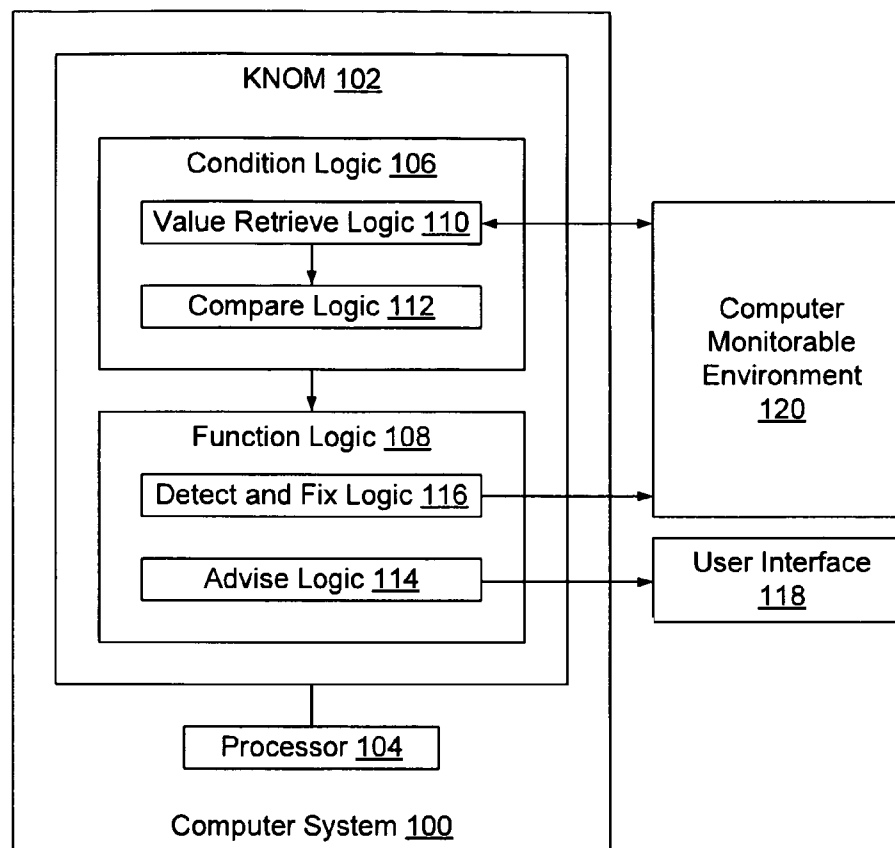 KNOM 102
Condition Logic 106
Value Retrieve Logic 110
Compare Logic 112
Function Logic 108
Detect and Fix Logic 116
Advise Logic 114
Computer
Monitorable
Environment
120
User Interface
118
Processor 104
Computer System 100